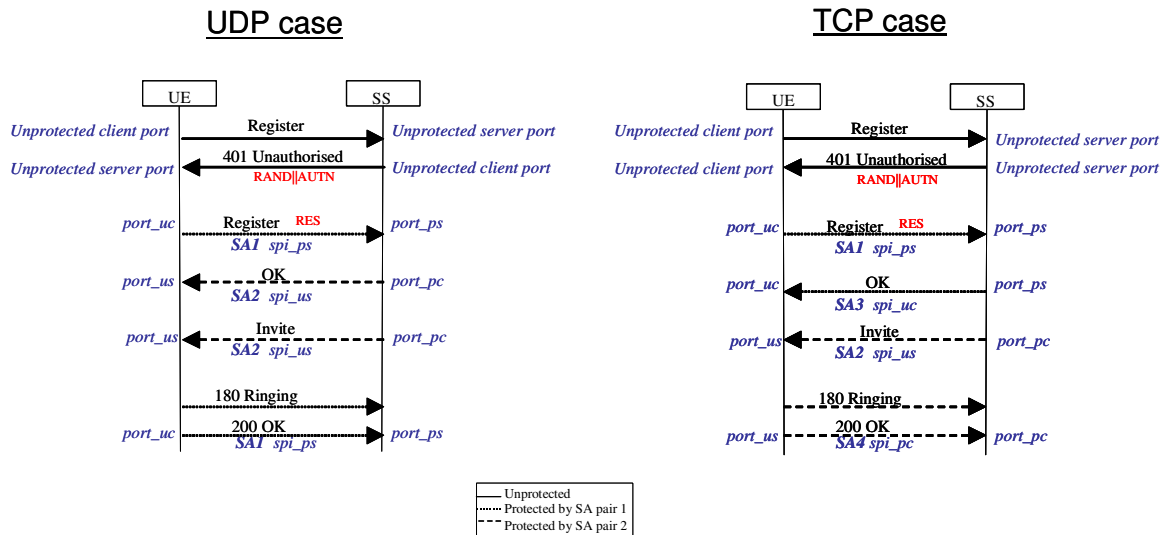 UDP case
UE
SS
Unprotected client port
Register
Unprotected server port
Unprotected server port
401 Unauthorised
Unprotected client port
RAND||AUTN
port_uc
Register RES
port_ps
SA1 spi_ps
port_us
OK
port_pc
SA2 spi_us
port_us
Invite
port_pc
SA2 spi_us
180 Ringing
port_uc
200 OK
port_ps
SA1 spi_ps
TCP case
UE
SS
Unprotected client port
Register
Unprotected server port
Unprotected client port
401 Unauthorised
Unprotected server port
RAND||AUTN
port_uc
Register RES
port_ps
SA1 spi_ps
port_uc
OK
port_ps
SA3 spi_uc
port_us
Invite
port_pc
SA2 spi_us
180 Ringing
port_us
200 OK
port_pc
SA4 spi_pc
Unprotected
Protected by SA pair 1
Protected by SA pair 2